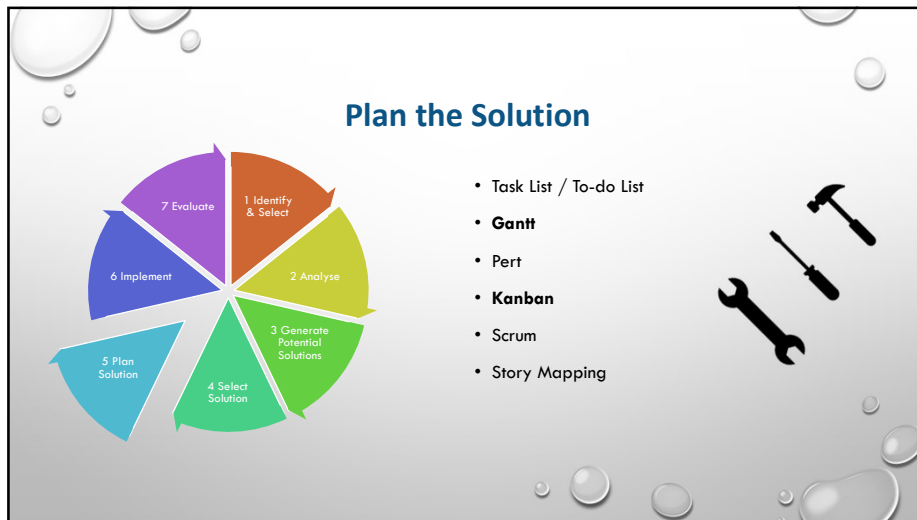 Plan the Solution
7 Evaluate
1 Identify
& Select
6 Implement
2 Analyse
5 Plan
Solution
3 Generate
Potential
Solutions
4 Select
Solution
• Task List / To-do List
• Gantt
• Pert
• Kanban
• Scrum
• Story Mapping